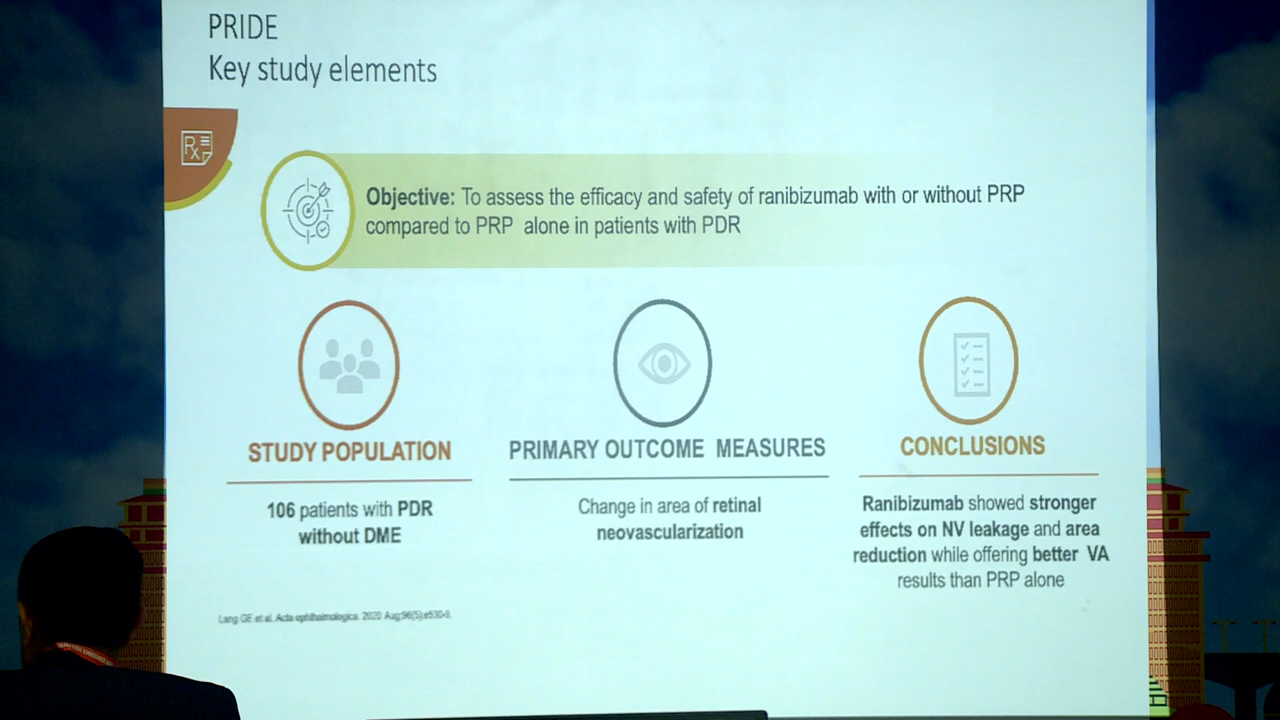 PRIDE
Key study elements
Rx
Objective: To assess the efficacy and safety of ranibizumab with or without PRP
compared to PRP alone in patients with PDR
STUDY POPULATION
106 patients with PDR
without DME
PRIMARY OUTCOME MEASURES
Change in area of retinal
neovascularization
CONCLUSIONS
Ranibizumab showed stronger
effects on NV leakage and area
reduction while offering better VA
results than PRP alone
Lang GE et al. Acta ophthalmologica. 2020 Aug;98(5):e530-9.